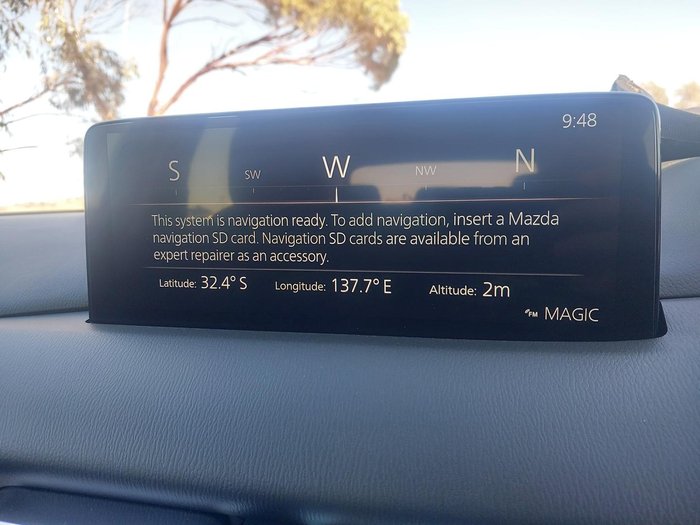 9:48
S SW W NW N
This system is navigation ready. To add navigation, insert a Mazda
navigation SD card. Navigation SD cards are available from an
expert repairer as an accessory.
Latitude: 32.4° S Longitude: 137.7° E Altitude: 2m
FM MAGIC